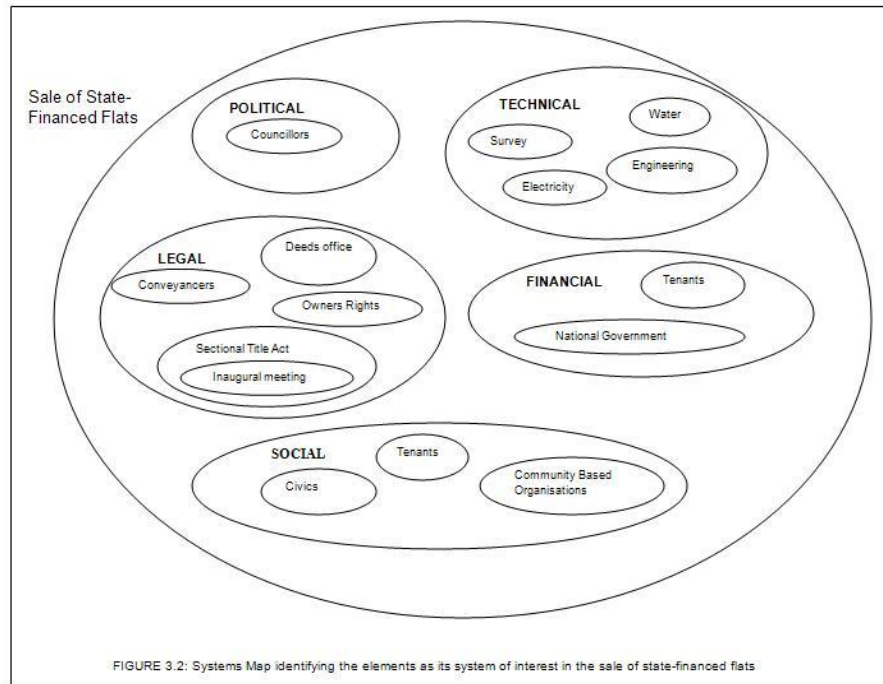 Sale of State-
Financed Flats
POLITICAL
Councillors
TECHNICAL
Water
Survey
Engineering
Electricity
LEGAL
Deeds office
Conveyancers
Owners Rights
Sectional Title Act
Inaugural meeting
FINANCIAL
Tenants
National Government
SOCIAL
Tenants
Civics
Community Based
Organisations
FIGURE 3.2: Systems Map identifying the elements as its system of interest in the sale of state-financed flats